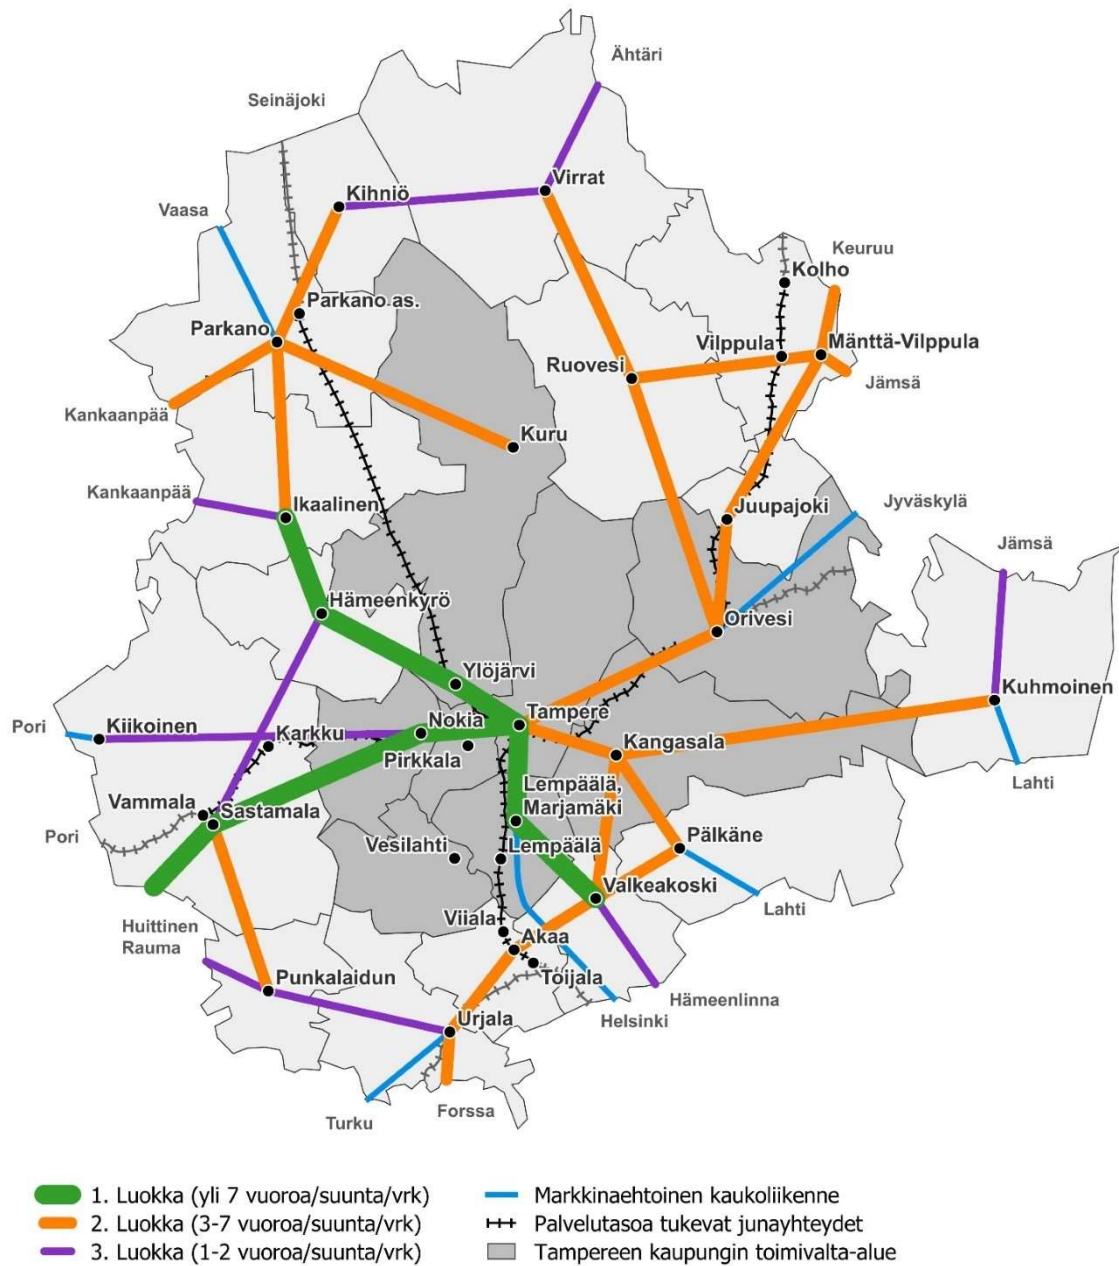 Ähtäri
Seinäjoki
Virrat
Kihniö
Vaasa
Keuruu
Kolho
Parkano as.
Parkano
Vilppula
Mänttä-Vilppula
Ruovesi
Jämsä
Kankaanpää
Kuru
Kankaanpää
Ikaalinen
Juupajoki
Jyväskylä
Jämsä
Hämeenkyrö
Orivesi
Ylöjärvi
Kuhmoinen
Pori
Kiikoinen
Karkku
Nokia
Tampere
Pirkkala
Kangasala
Lempäälä,
Marjamäki
Lahti
Vammala
Sastamala
Pori
Vesilahti
Lempäälä
Pälkäne
Valkeakoski
Lahti
Huittinen
Rauma
Viiala
Akaa
Toijala
Punkalaidun
Hämeenlinna
Urjala
Helsinki
Turku
Forssa
1. Luokka (yli 7 vuoroa/suunta/vrk)
2. Luokka (3-7 vuoroa/suunta/vrk)
3. Luokka (1-2 vuoroa/suunta/vrk)
Markkinaehtoinen kaukoliikenne
Palvelutasoa tukevat junayhteydet
Tampereen kaupungin toimivalta-alue